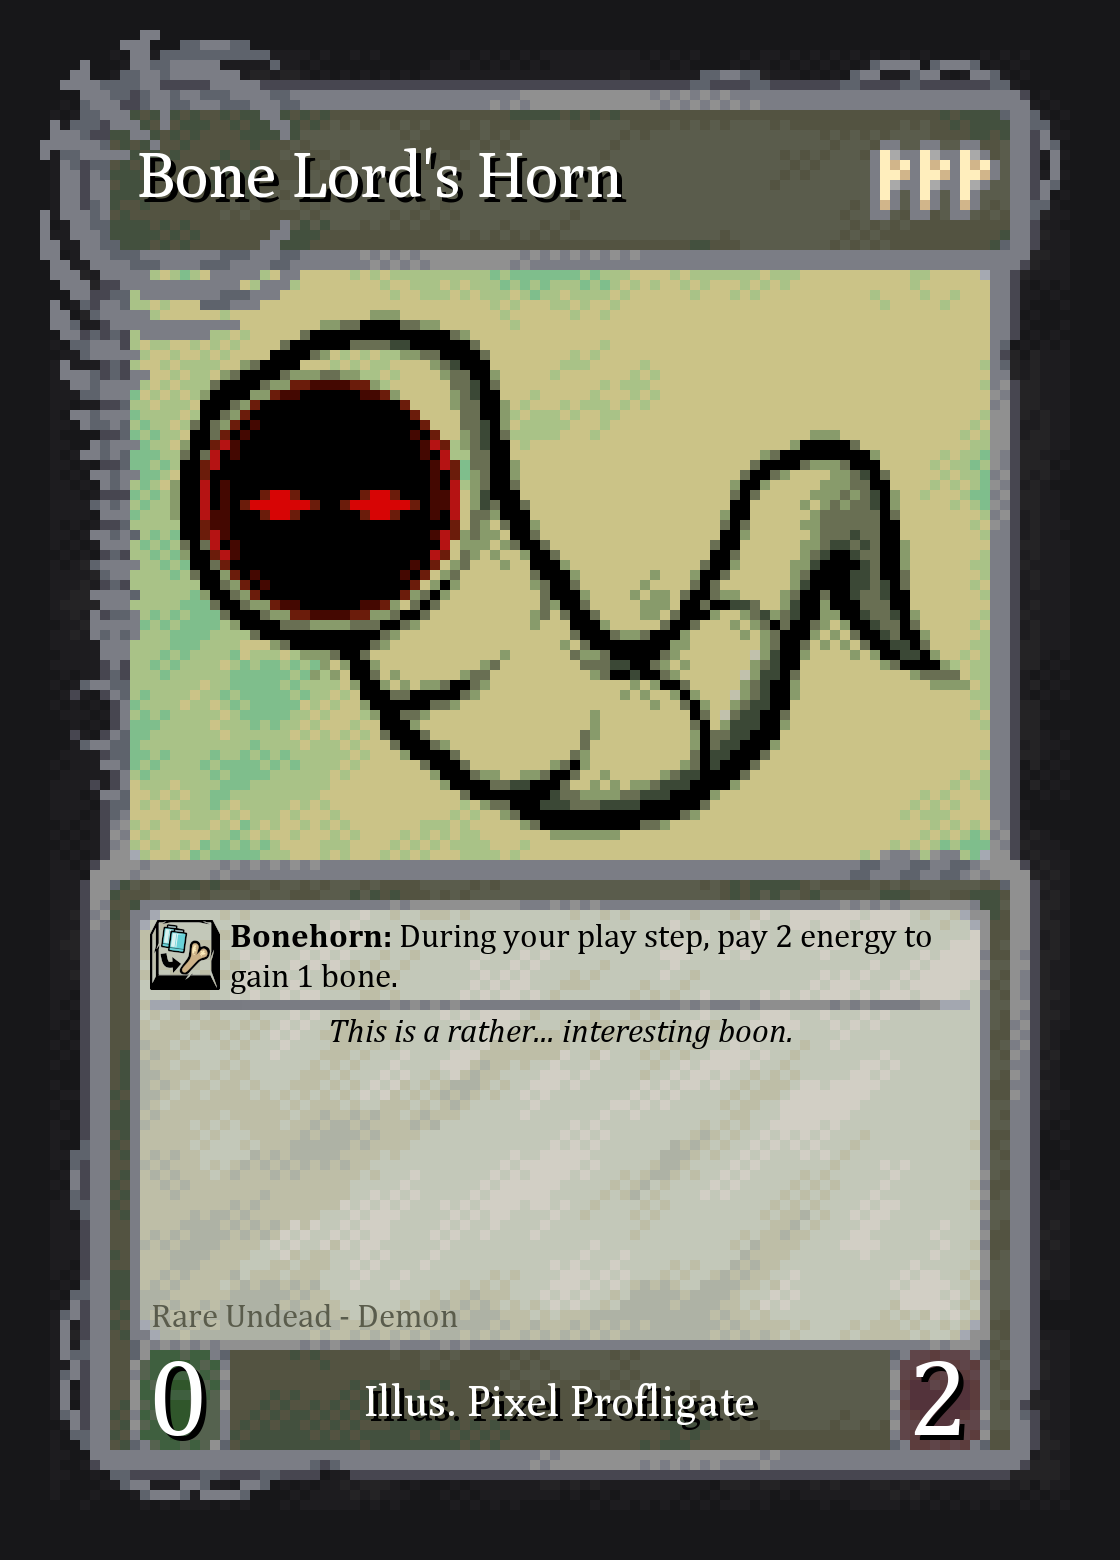 Bone Lord's Horn
Bonehorn: During your play step, pay 2 energy to
gain 1 bone.
This is a rather... interesting boon.
Rare Undead - Demon
0
Illus. Pixel Profligate
2